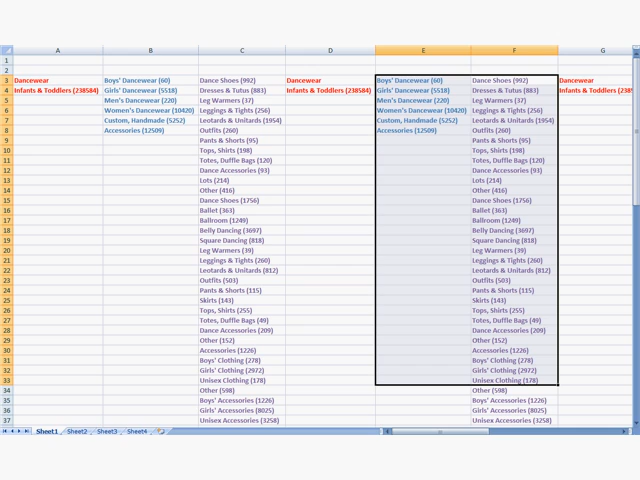 A B C D E F G
1
2
3 Dancewear Boys' Dancewear (60) Dance Shoes (992) Dancewear Boys' Dancewear (60) Dance Shoes (992) Dancewear
4 Infants & Toddlers (238584) Girls' Dancewear (5518) Dresses & Tutus (883) Infants & Toddlers (238584) Girls' Dancewear (5518) Dresses & Tutus (883) Infants & Toddlers (2385
5 Men's Dancewear (220) Leg Warmers (37) Men's Dancewear (220) Leg Warmers (37)
6 Women's Dancewear (10420) Leggings & Tights (256) Women's Dancewear (10420) Leggings & Tights (256)
7 Custom, Handmade (5252) Leotards & Unitards (1954) Custom, Handmade (5252) Leotards & Unitards (1954)
8 Accessories (12509) Outfits (260) Accessories (12509) Outfits (260)
9 Pants & Shorts (95) Pants & Shorts (95)
10 Tops, Shirts (198) Tops, Shirts (198)
11 Totes, Duffle Bags (120) Totes, Duffle Bags (120)
12 Dance Accessories (93) Dance Accessories (93)
13 Lots (214) Lots (214)
14 Other (416) Other (416)
15 Dance Shoes (1756) Dance Shoes (1756)
16 Ballet (363) Ballet (363)
17 Ballroom (1249) Ballroom (1249)
18 Belly Dancing (3697) Belly Dancing (3697)
19 Square Dancing (818) Square Dancing (818)
20 Leg Warmers (39) Leg Warmers (39)
21 Leggings & Tights (260) Leggings & Tights (260)
22 Leotards & Unitards (812) Leotards & Unitards (812)
23 Outfits (503) Outfits (503)
24 Pants & Shorts (115) Pants & Shorts (115)
25 Skirts (143) Skirts (143)
26 Tops, Shirts (255) Tops, Shirts (255)
27 Totes, Duffle Bags (49) Totes, Duffle Bags (49)
28 Dance Accessories (209) Dance Accessories (209)
29 Other (152) Other (152)
30 Accessories (1226) Accessories (1226)
31 Boys' Clothing (278) Boys' Clothing (278)
32 Girls' Clothing (2972) Girls' Clothing (2972)
33 Unisex Clothing (178) Unisex Clothing (178)
34 Other (598) Other (598)
35 Boys' Accessories (1226) Boys' Accessories (1226)
36 Girls' Accessories (8025) Girls' Accessories (8025)
37 Unisex Accessories (3258) Unisex Accessories (3258)
Sheet1 Sheet2 Sheet3 Sheet4